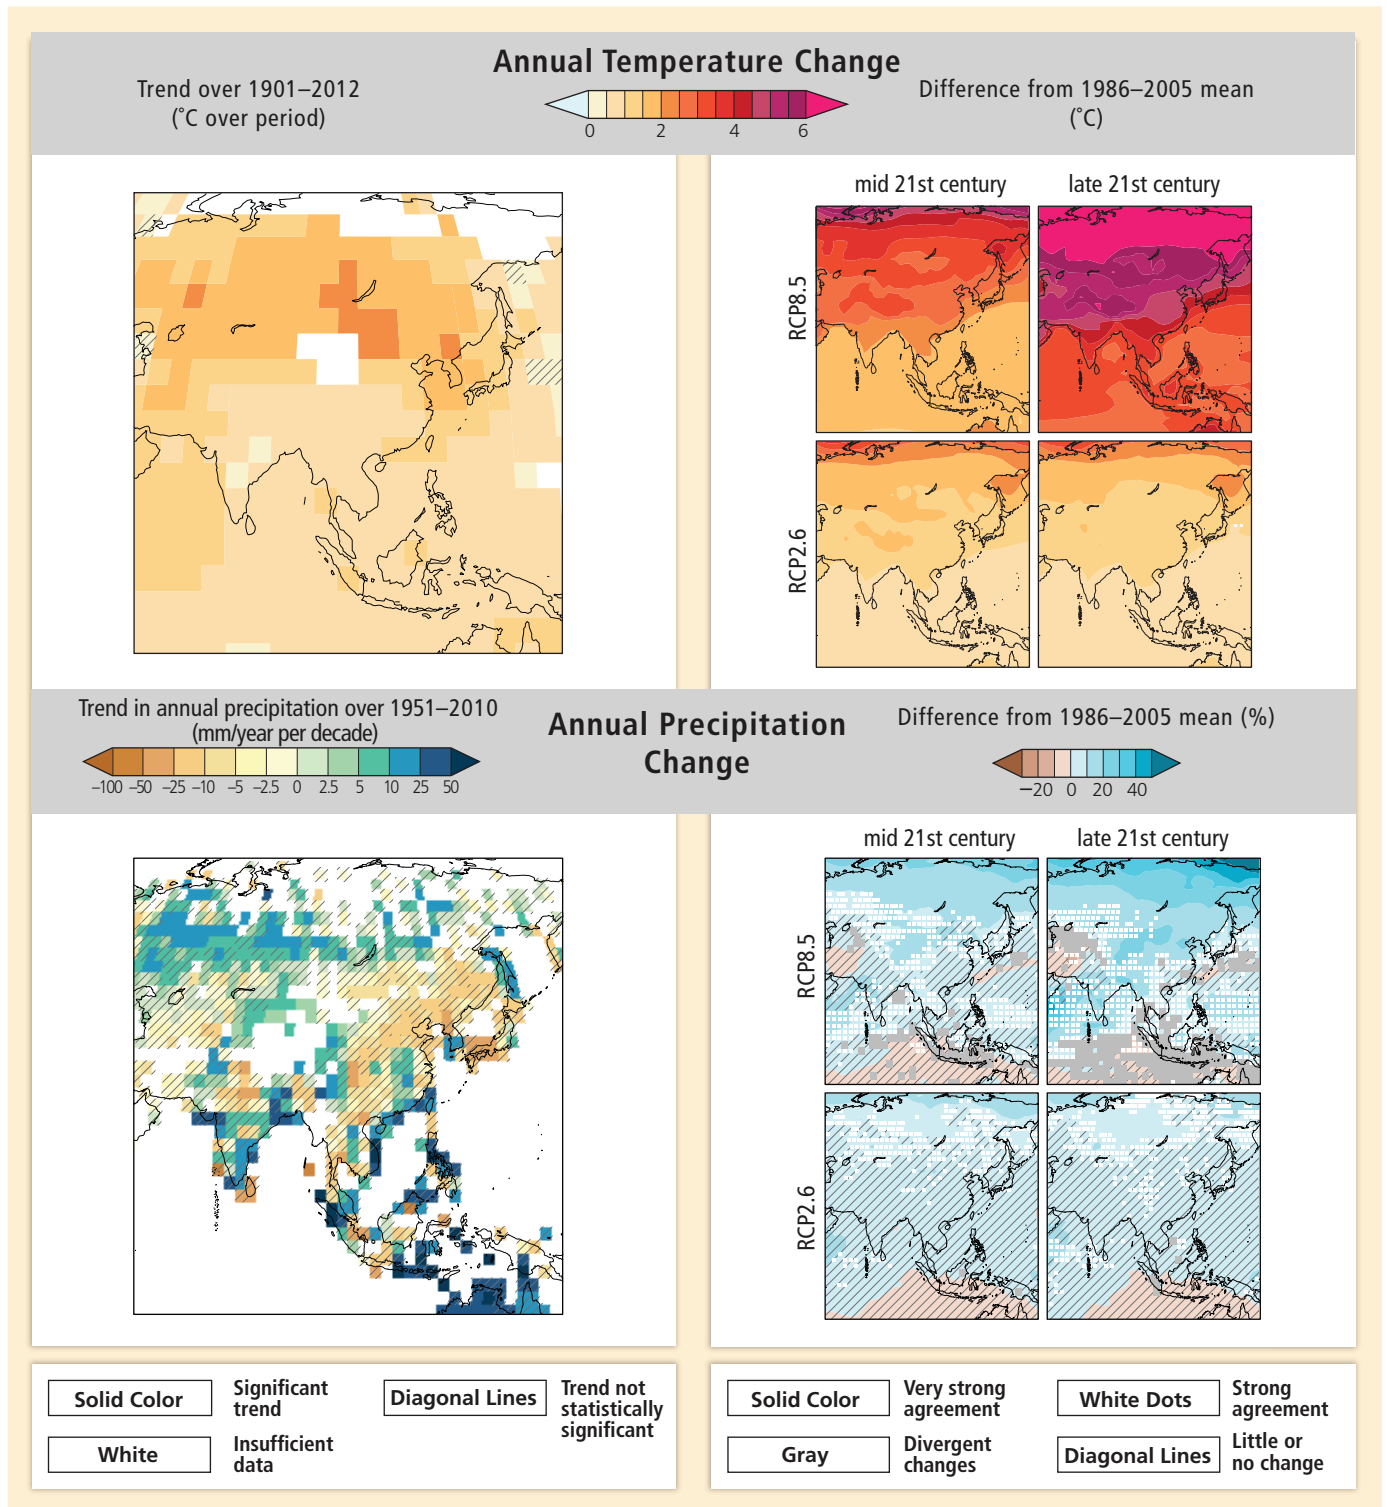 Annual Temperature Change
Trend over 1901–2012
(˚C over period)
0 2 4 6
Difference from 1986–2005 mean
(˚C)
mid 21st century
late 21st century
RCP8.5
RCP2.6
Trend in annual precipitation over 1951–2010
(mm/year per decade)
–100 –50 –25 –10 –5 –2.5 0 2.5 5 10 25 50
Annual Precipitation
Change
Difference from 1986–2005 mean (%)
–20 0 20 40
mid 21st century
late 21st century
RCP8.5
RCP2.6
Solid Color
Significant
trend
Diagonal Lines
Trend not
statistically
significant
White
Insufficient
data
Solid Color
Very strong
agreement
White Dots
Strong
agreement
Gray
Divergent
changes
Diagonal Lines
Little or
no change